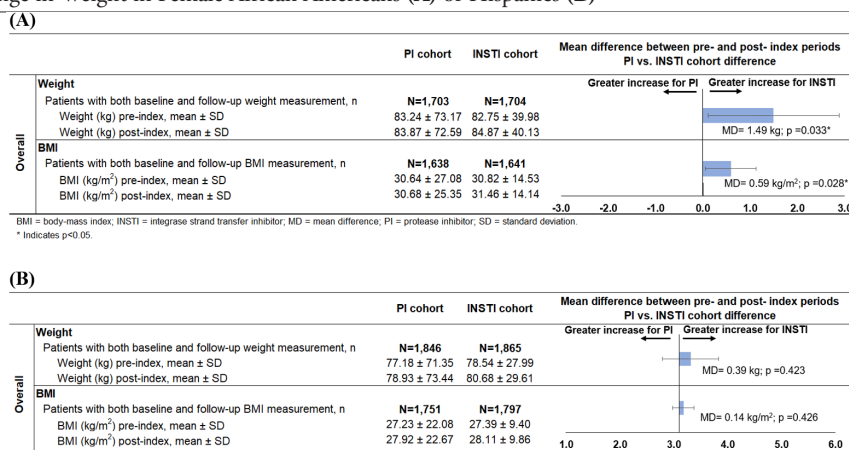 ge in Weight in Female African Americans (A) or Hispanics (B)
(A)
PI cohort INSTI cohort Mean difference between pre- and post- index periods
PI vs. INSTI cohort difference
Greater increase for PI Greater increase for INSTI
Overall
Weight
Patients with both baseline and follow-up weight measurement, n N=1,703 N=1,704
Weight (kg) pre-index, mean ± SD 83.24 ± 73.17 82.75 ± 39.98
Weight (kg) post-index, mean ± SD 83.87 ± 72.59 84.87 ± 40.13
MD= 1.49 kg; p =0.033*
BMI
Patients with both baseline and follow-up BMI measurement, n N=1,638 N=1,641
BMI (kg/m²) pre-index, mean ± SD 30.64 ± 27.08 30.82 ± 14.53
BMI (kg/m²) post-index, mean ± SD 30.68 ± 25.35 31.46 ± 14.14
MD= 0.59 kg/m²; p =0.028*
-3.0 -2.0 -1.0 0.0 1.0 2.0 3.0
BMI = body-mass index; INSTI = integrase strand transfer inhibitor; MD = mean difference; PI = protease inhibitor; SD = standard deviation.
* Indicates p<0.05.
(B)
PI cohort INSTI cohort Mean difference between pre- and post- index periods
PI vs. INSTI cohort difference
Greater increase for PI Greater increase for INSTI
Overall
Weight
Patients with both baseline and follow-up weight measurement, n N=1,846 N=1,865
Weight (kg) pre-index, mean ± SD 77.18 ± 71.35 78.54 ± 27.99
Weight (kg) post-index, mean ± SD 78.93 ± 73.44 80.68 ± 29.61
MD= 0.39 kg; p =0.423
BMI
Patients with both baseline and follow-up BMI measurement, n N=1,751 N=1,797
BMI (kg/m²) pre-index, mean ± SD 27.23 ± 22.08 27.39 ± 9.40
BMI (kg/m²) post-index, mean ± SD 27.92 ± 22.67 28.11 ± 9.86
MD= 0.14 kg/m²; p =0.426
1.0 2.0 3.0 4.0 5.0 6.0